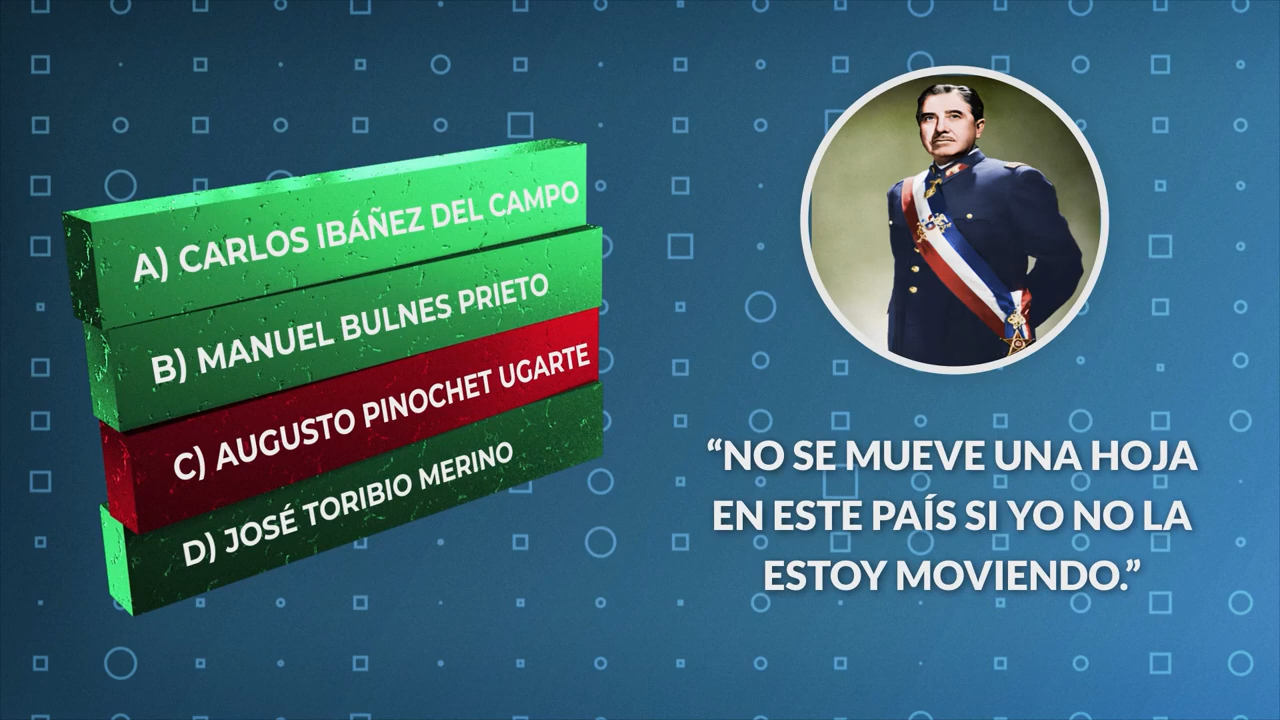 A) CARLOS IBÁÑEZ DEL CAMPO
B) MANUEL BULNES PRIETO
C) AUGUSTO PINOCHET UGARTE
D) JOSÉ TORIBIO MERINO
“NO SE MUEVE UNA HOJA
EN ESTE PAÍS SI YO NO LA
ESTOY MOVIENDO.”